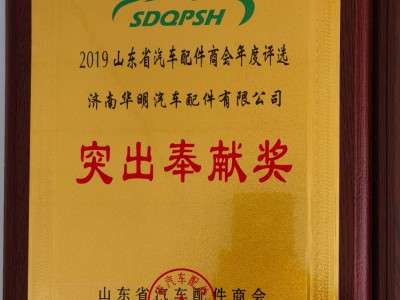 SDQPSH
2019山东省汽车配件商会年度评选
济南华明汽车配件有限公司
突出奉献奖
山东省汽车配件商会